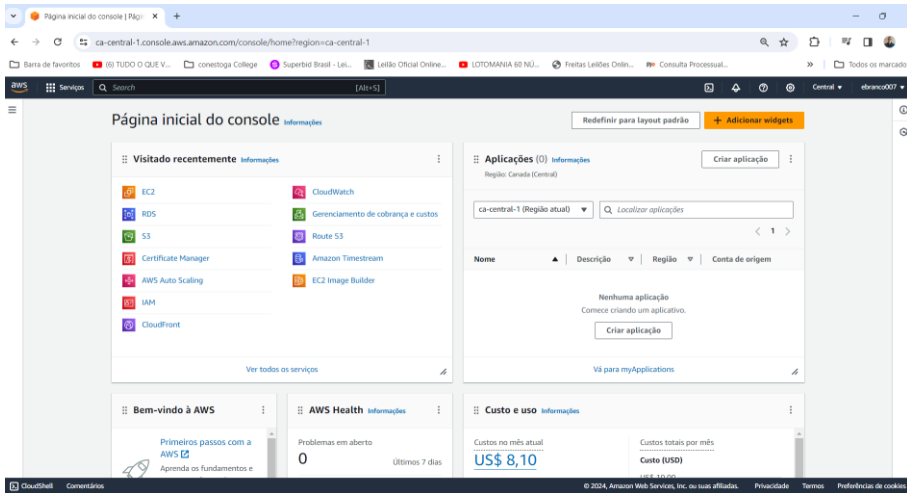 Página inicial do console | Pági
ca-central-1.console.aws.amazon.com/console/home?region=ca-central-1
Barra de favoritos (6) TUDO O QUE V... conestoga College Superbid Brasil - Lei... Leilão Oficial Online... LOTOMANIA 60 NÚ... Freitas Leilões Onlin... Consulta Processual... Todos os marcado
aws Serviços Search [Alt+S] Central ebranco007
Página inicial do console Informações Redefinir para layout padrão + Adicionar widgets
Visitado recentemente Informações
EC2
RDS
S3
Certificate Manager
AWS Auto Scaling
IAM
CloudFront
CloudWatch
Gerenciamento de cobrança e custos
Route 53
Amazon Timestream
EC2 Image Builder
Ver todos os serviços
Aplicações (0) Informações Criar aplicação
Região: Canada (Central)
ca-central-1 (Região atual) Localizar aplicações
1
Nome Descrição Região Conta de origem
Nenhuma aplicação
Comece criando um aplicativo.
Criar aplicação
Vá para myApplications
Bem-vindo à AWS
Primeiros passos com a
AWS
Aprenda os fundamentos e
AWS Health Informações
Problemas em aberto
0 Últimos 7 dias
Custo e uso Informações
Custos no mês atual
US$ 8,10
Custos totais por mês
Custo (USD)
CloudShell Comentários © 2024, Amazon Web Services, Inc. ou suas afiliadas. Privacidade Termos Preferências de cookies